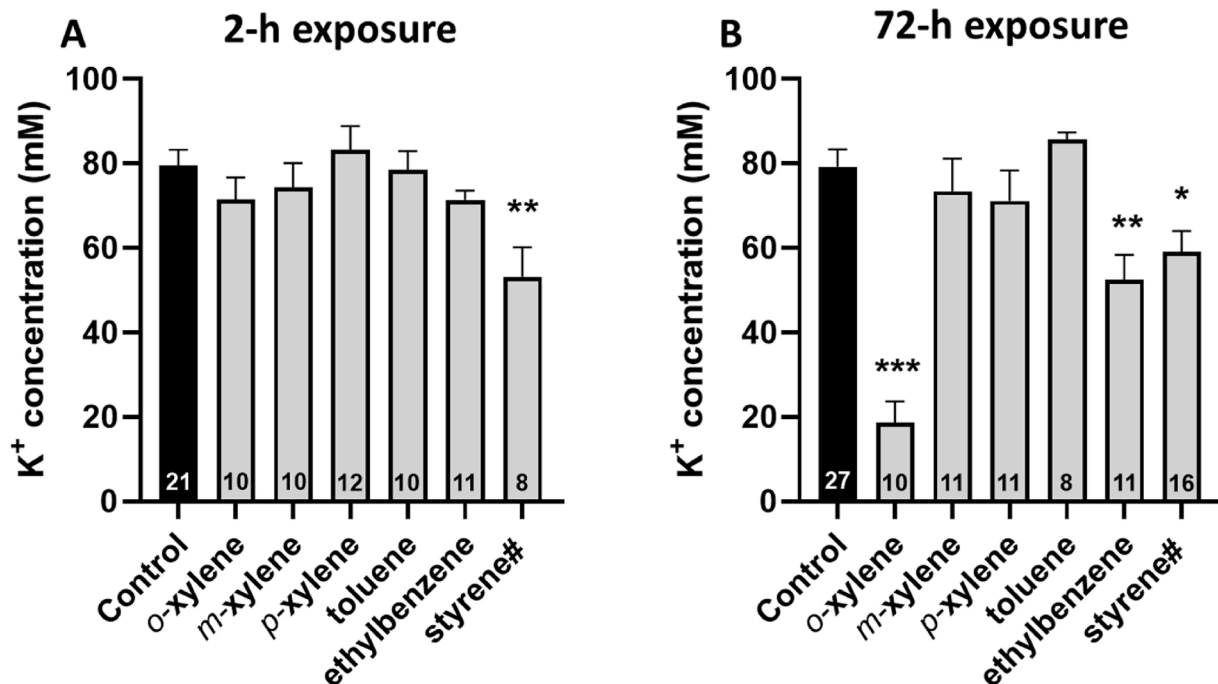 A 2-h exposure
K⁺ concentration (mM)
100
80
60
40
20
0
**
21 10 10 12 10 11 8
Control
o-xylene
m-xylene
p-xylene
toluene
ethylbenzene
styrene#
B 72-h exposure
K⁺ concentration (mM)
100
80
60
40
20
0
***
**
*
27 10 11 11 8 11 16
Control
o-xylene
m-xylene
p-xylene
toluene
ethylbenzene
styrene#